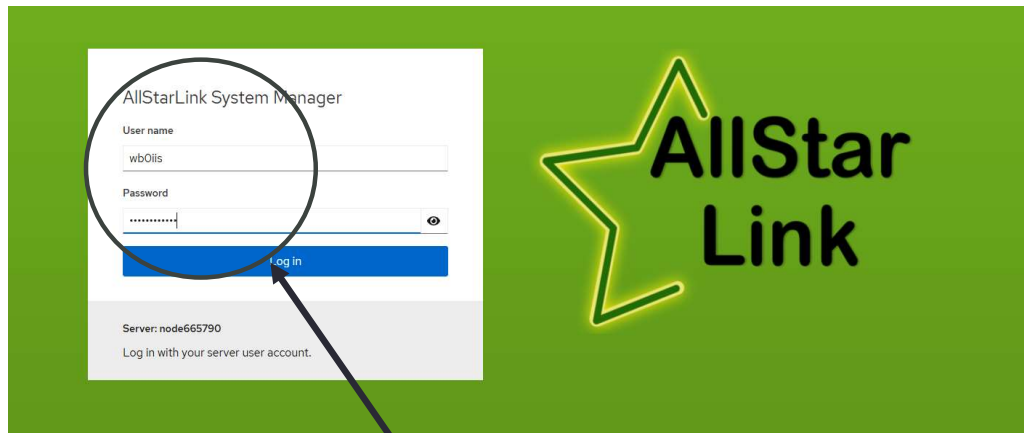 AllStarLink System Manager
User name
wb0iis
Password
••••••••••••
Log in
Server: node665790
Log in with your server user account.
AllStar
Link